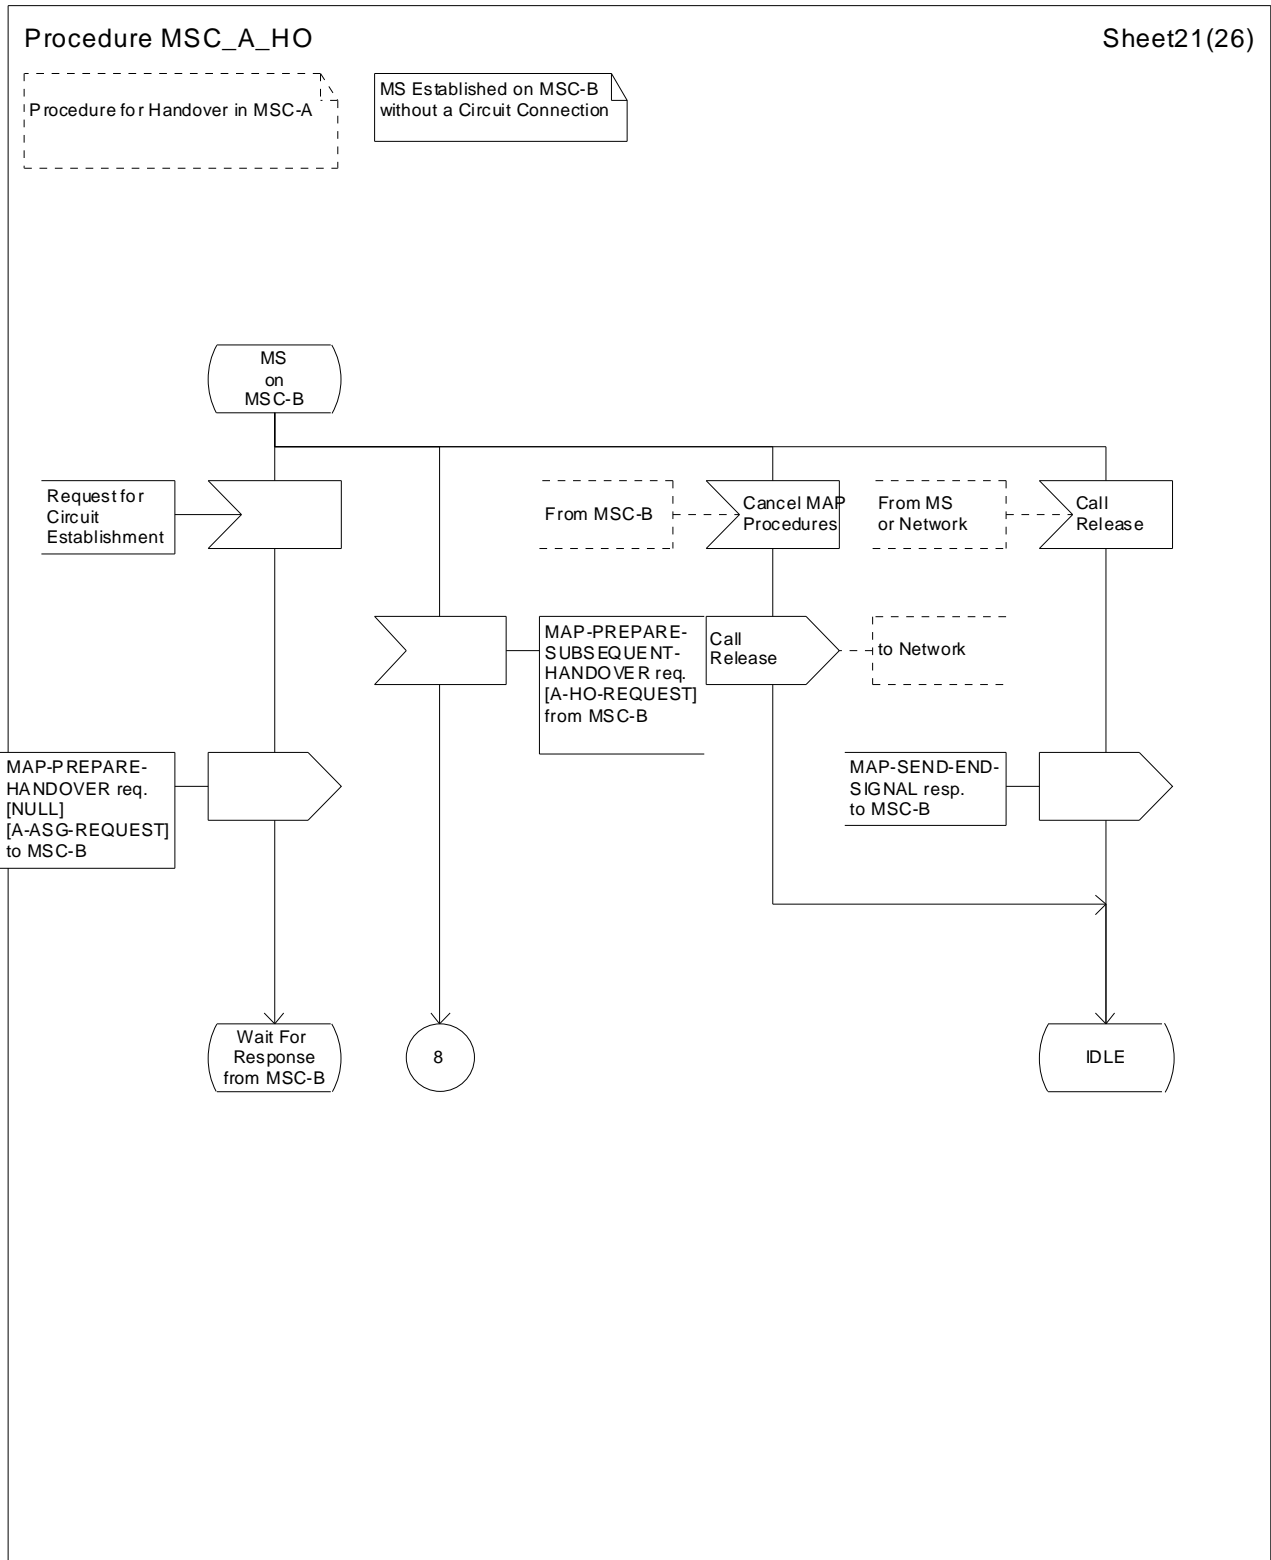 Procedure MSC_A_HO
Sheet21(26)
Procedure for Handover in MSC-A
MS Established on MSC-B
without a Circuit Connection
MS
on
MSC-B
Request for
Circuit
Establishment
From MSC-B
Cancel MAP
Procedures
From MS
or Network
Call
Release
MAP-PREPARE-
SUBSEQUENT-
HANDOVER req.
[A-HO-REQUEST]
from MSC-B
Call
Release
to Network
MAP-PREPARE-
HANDOVER req.
[NULL]
[A-ASG-REQUEST]
to MSC-B
MAP-SEND-END-
SIGNAL resp.
to MSC-B
Wait For
Response
from MSC-B
8
IDLE